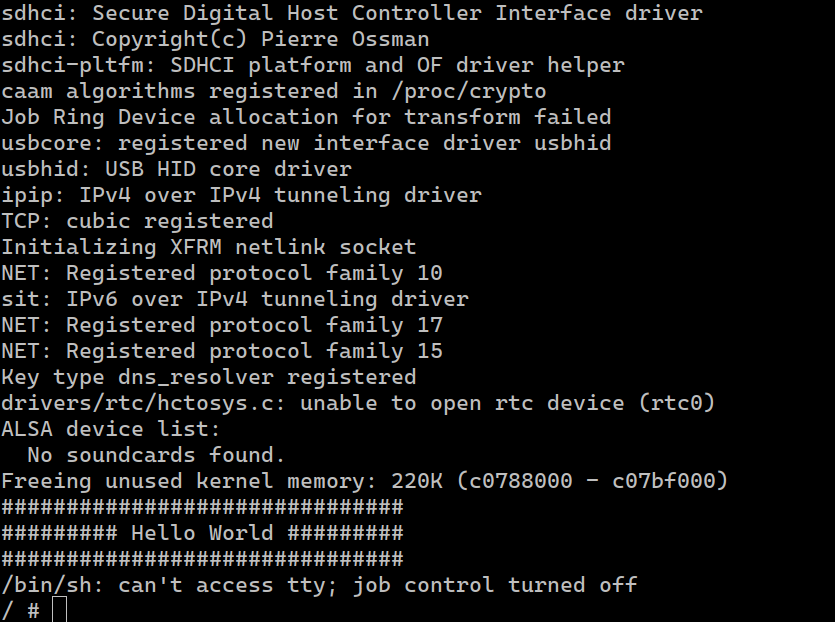 sdhci: Secure Digital Host Controller Interface driver
sdhci: Copyright(c) Pierre Ossman
sdhci-pltfm: SDHCI platform and OF driver helper
caam algorithms registered in /proc/crypto
Job Ring Device allocation for transform failed
usbcore: registered new interface driver usbhid
usbhid: USB HID core driver
ipip: IPv4 over IPv4 tunneling driver
TCP: cubic registered
Initializing XFRM netlink socket
NET: Registered protocol family 10
sit: IPv6 over IPv4 tunneling driver
NET: Registered protocol family 17
NET: Registered protocol family 15
Key type dns_resolver registered
drivers/rtc/hctosys.c: unable to open rtc device (rtc0)
ALSA device list:
  No soundcards found.
Freeing unused kernel memory: 220K (c0788000 - c07bf000)
###############################
######### Hello World #########
###############################
/bin/sh: can't access tty; job control turned off
/ #